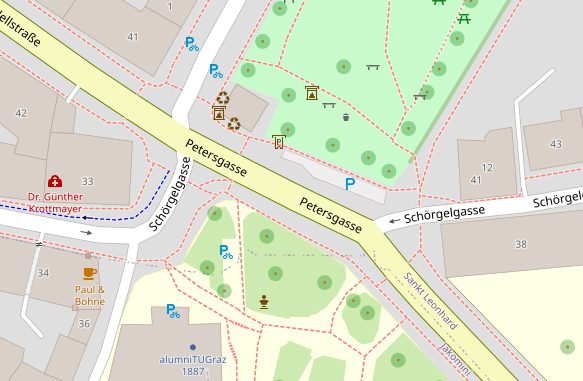 ellstraße
1
41
42
Petersgasse
33
Dr. Günther
Krottmayer
Schörgelgasse
P
12
41
43
Petersgasse
Schörgelgasse
Schörgel
38
34
Paul &
Bohne
36
Sankt Leonhard
Jakomini
alumniTUGraz
1887